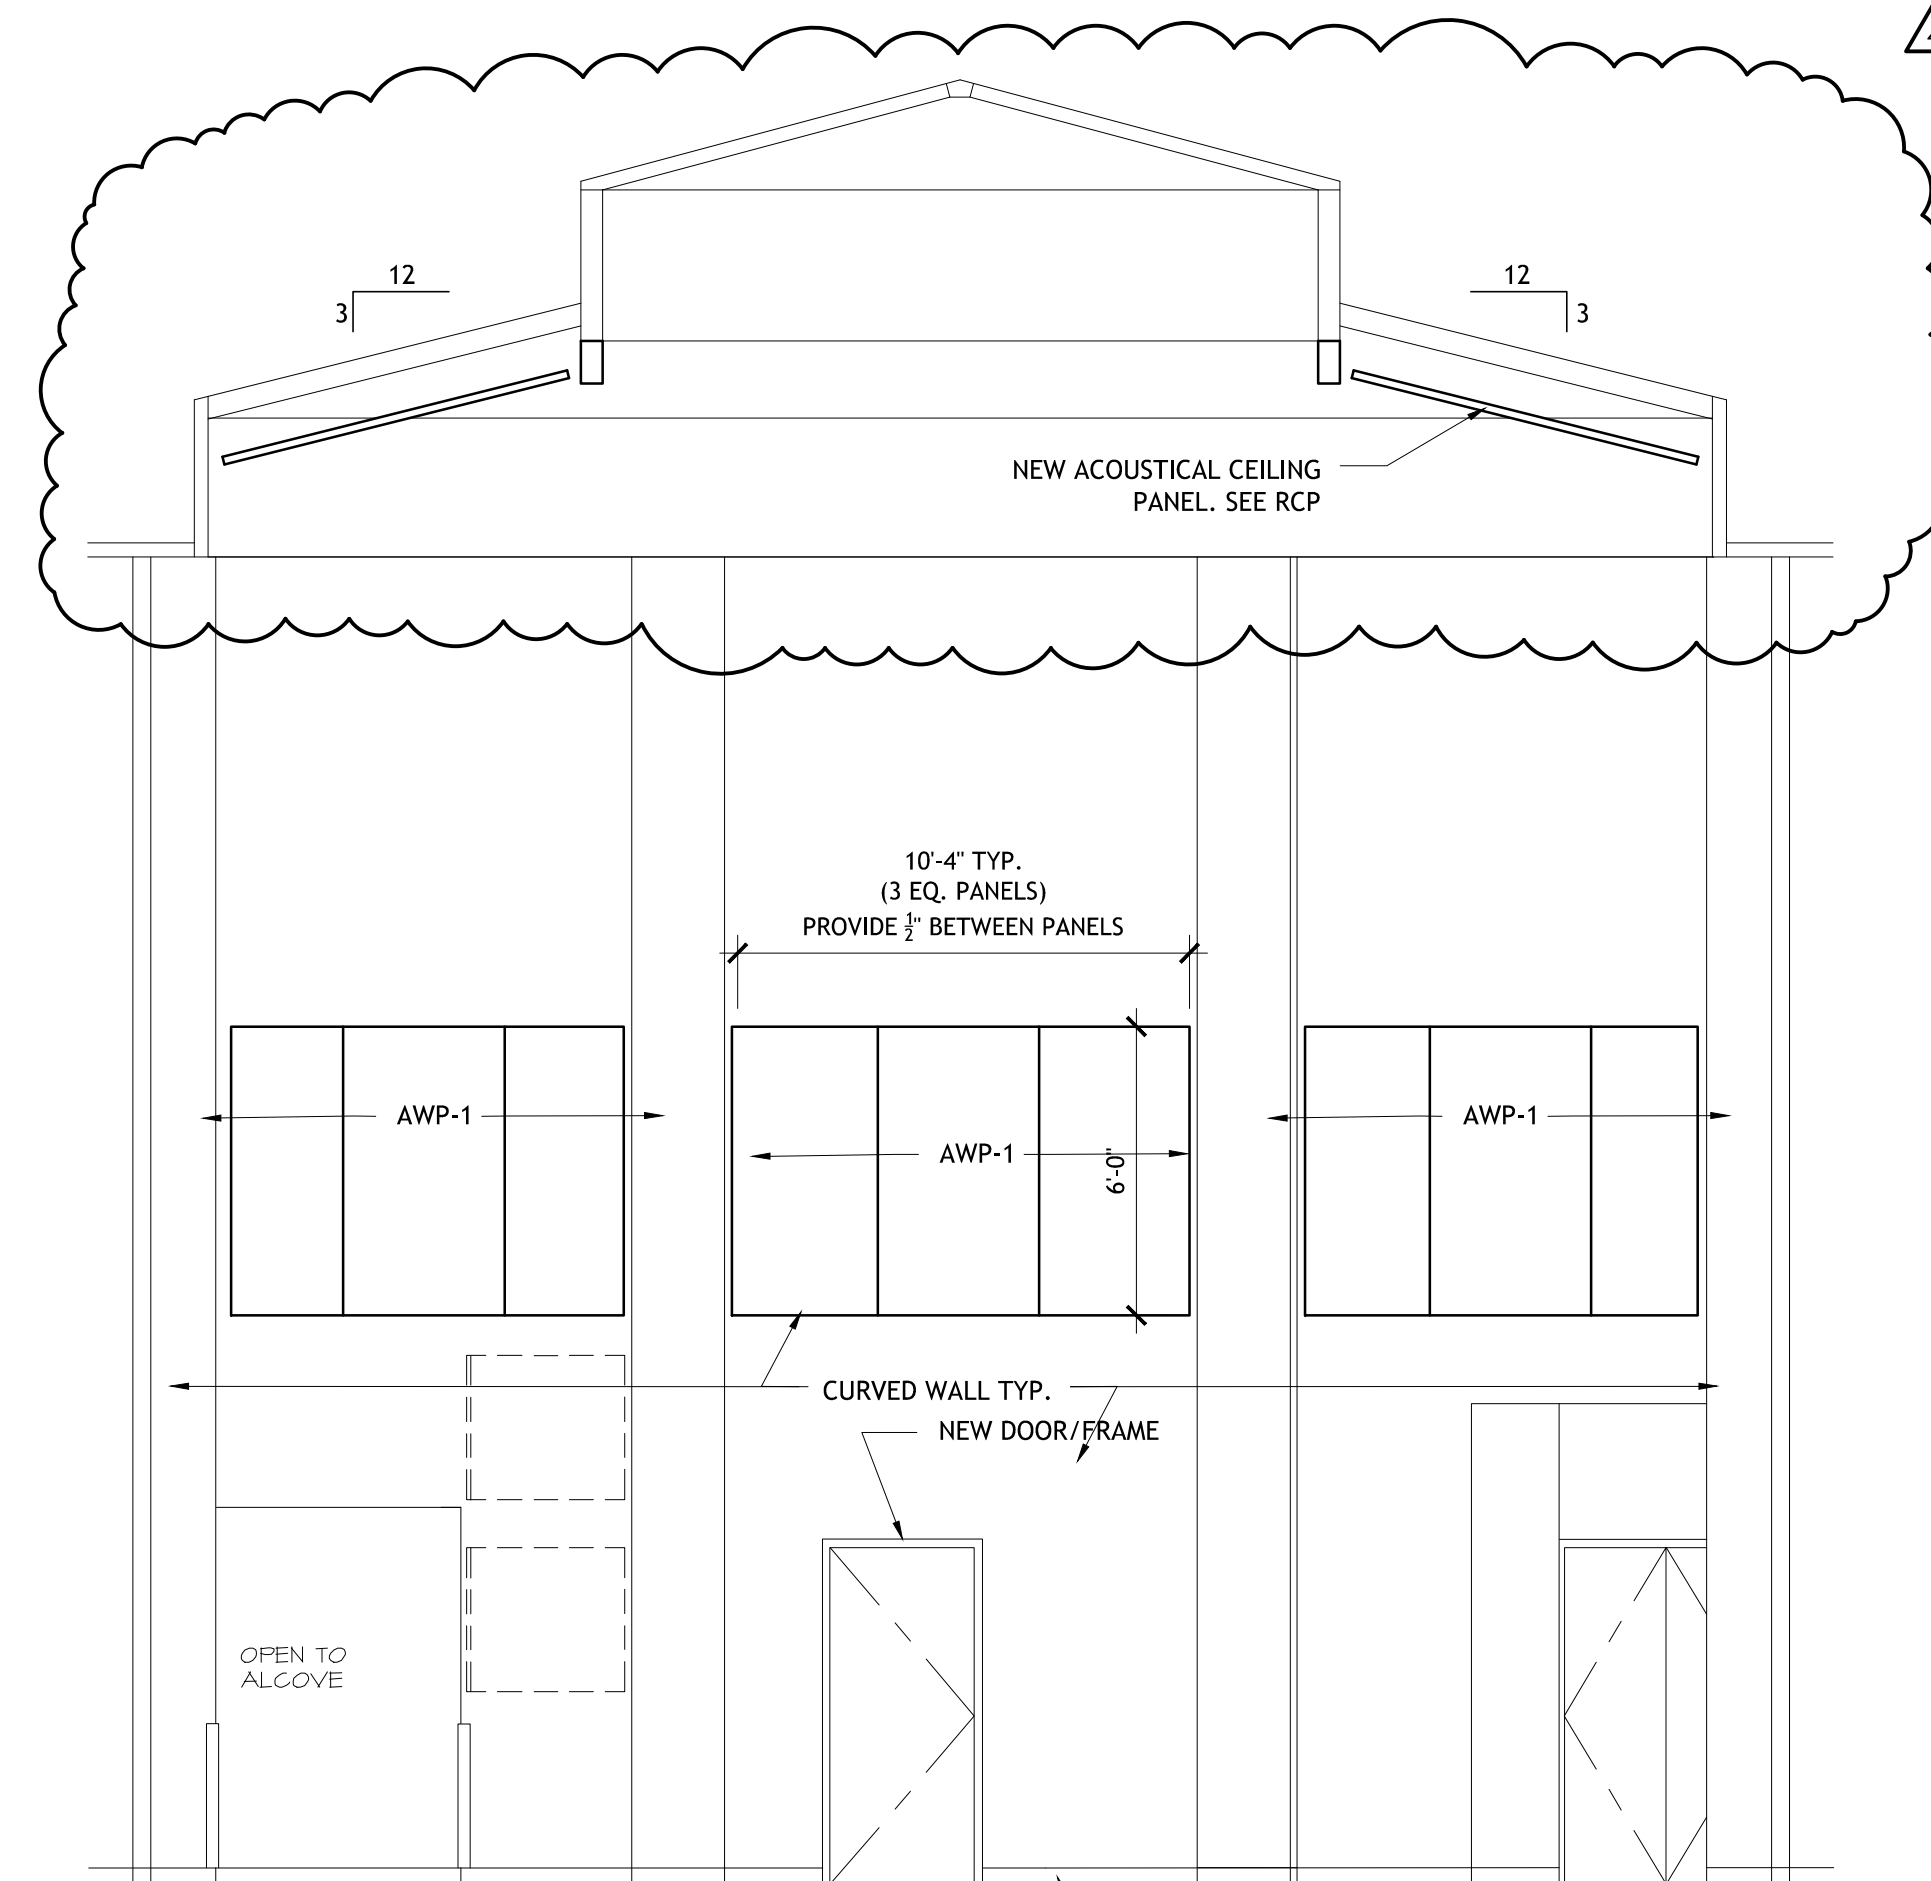 12
3
12
3
NEW ACOUSTICAL CEILING
PANEL. SEE RCP
10'-4" TYP.
(3 EQ. PANELS)
PROVIDE ½" BETWEEN PANELS
AWP-1
AWP-1
AWP-1
6'-0"
CURVED WALL TYP.
NEW DOOR/FRAME
OPEN TO
ALCOVE